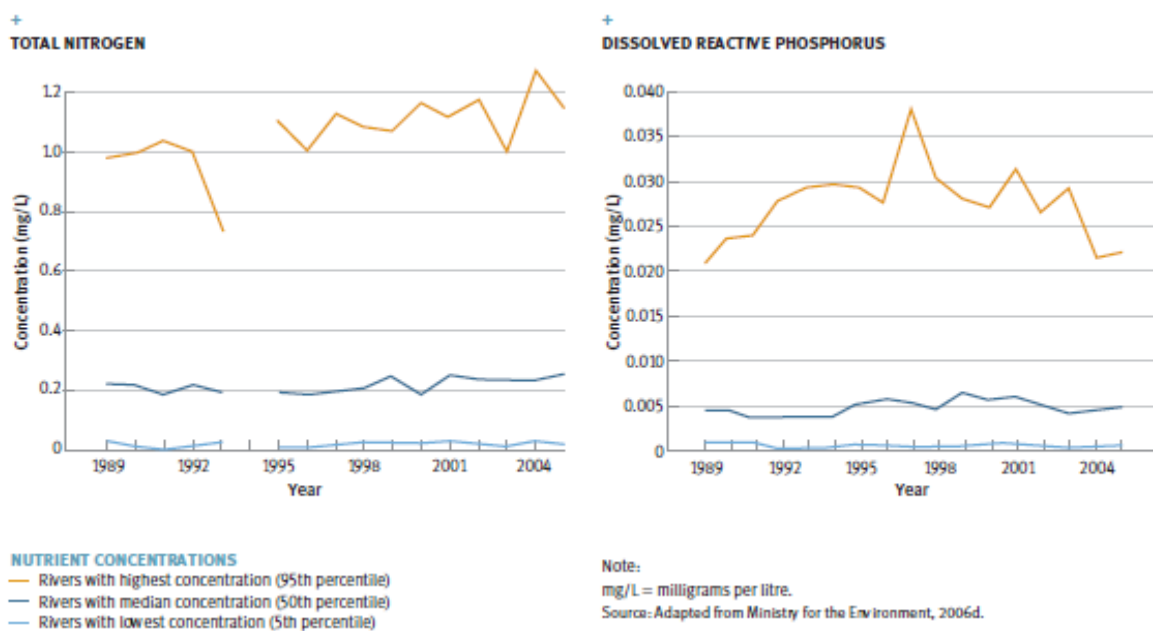 +
TOTAL NITROGEN
Concentration (mg/L)
1.2
1.0
0.8
0.6
0.4
0.2
0
1989 1992 1995 1998 2001 2004
Year
+
DISSOLVED REACTIVE PHOSPHORUS
Concentration (mg/L)
0.040
0.035
0.030
0.025
0.020
0.015
0.010
0.005
0
1989 1992 1995 1998 2001 2004
Year
NUTRIENT CONCENTRATIONS
Rivers with highest concentration (95th percentile)
Rivers with median concentration (50th percentile)
Rivers with lowest concentration (5th percentile)
Note:
mg/L = milligrams per litre.
Source: Adapted from Ministry for the Environment, 2006d.